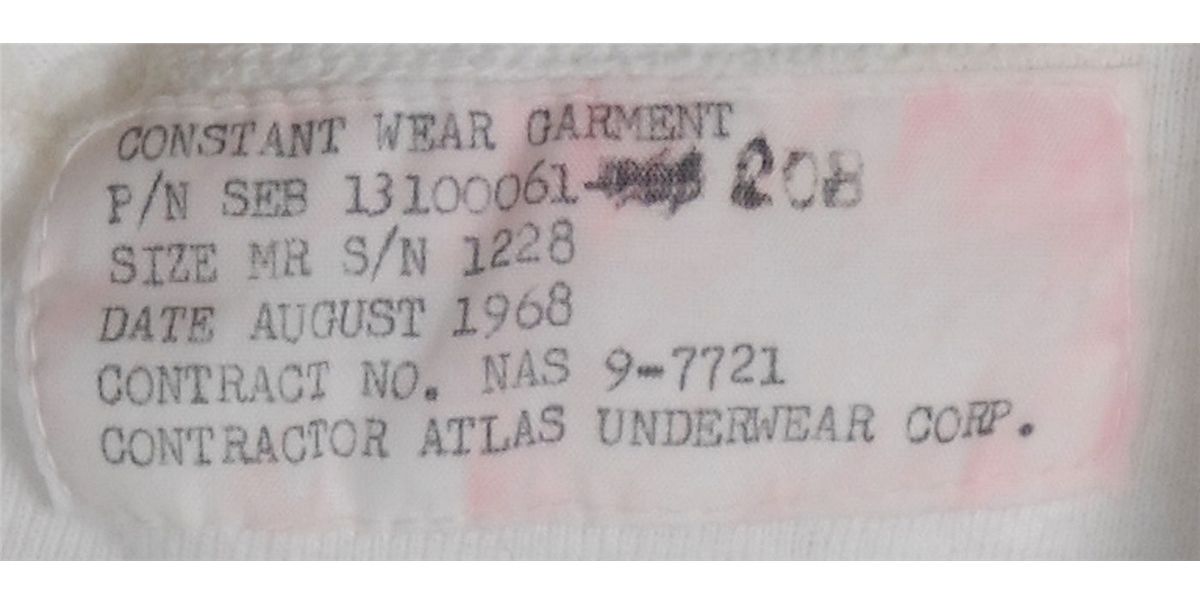 CONSTANT WEAR GARMENT
P/N SEB 13100061- 208
SIZE MR S/N 1228
DATE AUGUST 1968
CONTRACT NO. NAS 9-7721
CONTRACTOR ATLAS UNDERWEAR CORP.